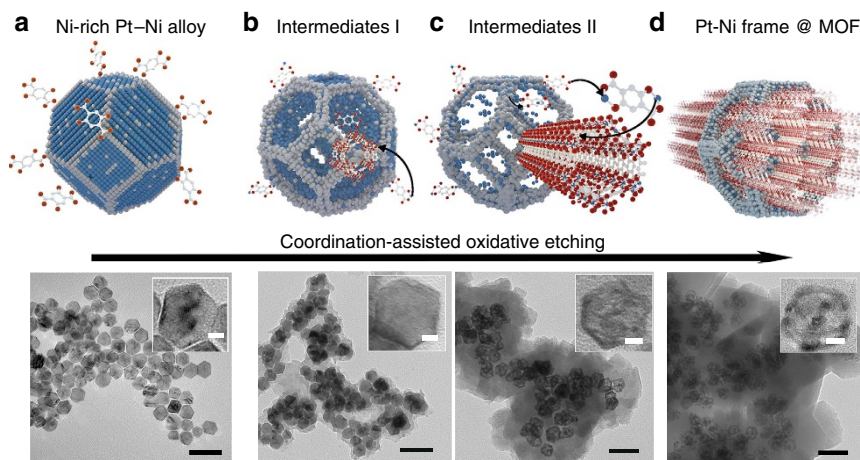 a Ni-rich Pt–Ni alloy
b Intermediates I
c Intermediates II
d Pt-Ni frame @ MOF
Coordination-assisted oxidative etching